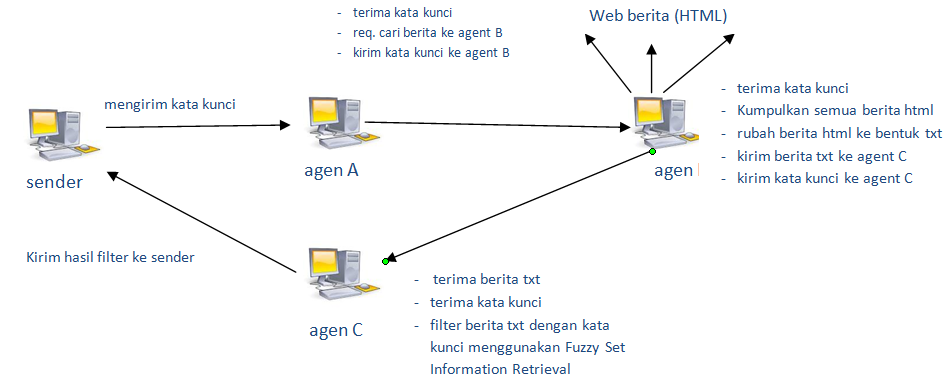 - terima kata kunci
- req. cari berita ke agent B
- kirim kata kunci ke agent B
Web berita (HTML)
mengirim kata kunci
- terima kata kunci
- Kumpulkan semua berita html
- rubah berita html ke bentuk txt
- kirim berita txt ke agent C
- kirim kata kunci ke agent C
sender
agen A
agen
Kirim hasil filter ke sender
agen C
- terima berita txt
- terima kata kunci
- filter berita txt dengan kata
kunci menggunakan Fuzzy Set
Information Retrieval